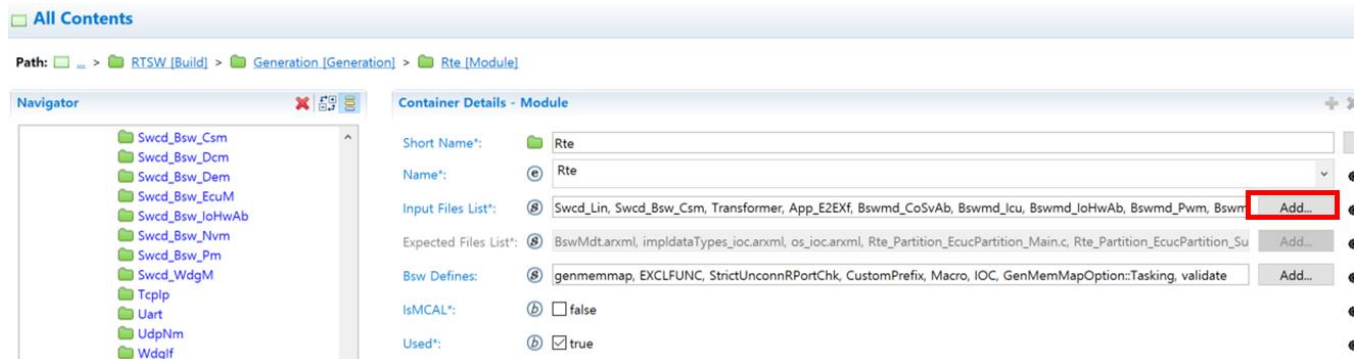 All Contents
Path: ... > RTSW [Build] > Generation [Generation] > Rte [Module]
Navigator
Swcd_Bsw_Csm
Swcd_Bsw_Dcm
Swcd_Bsw_Dem
Swcd_Bsw_EcuM
Swcd_Bsw_IoHwAb
Swcd_Bsw_Nvm
Swcd_Bsw_Pm
Swcd_WdgM
TcpIp
Uart
UdpNm
WdgIf
Container Details - Module
Short Name*: Rte
Name*: e Rte
Input Files List*: s Swcd_Lin, Swcd_Bsw_Csm, Transformer, App_E2EXf, Bswmd_CoSvAb, Bswmd_Icu, Bswmd_IoHwAb, Bswmd_Pwm, Bswm Add...
Expected Files List*: s BswMdt.arxml, impldataTypes_ioc.arxml, os_ioc.arxml, Rte_Partition_EcucPartition_Main.c, Rte_Partition_EcucPartition_Su Add...
Bsw Defines: s genmemmap, EXCLFUNC, StrictUnconnRPortChk, CustomPrefix, Macro, IOC, GenMemMapOption::Tasking, validate Add...
IsMCAL*: b false
Used*: b true